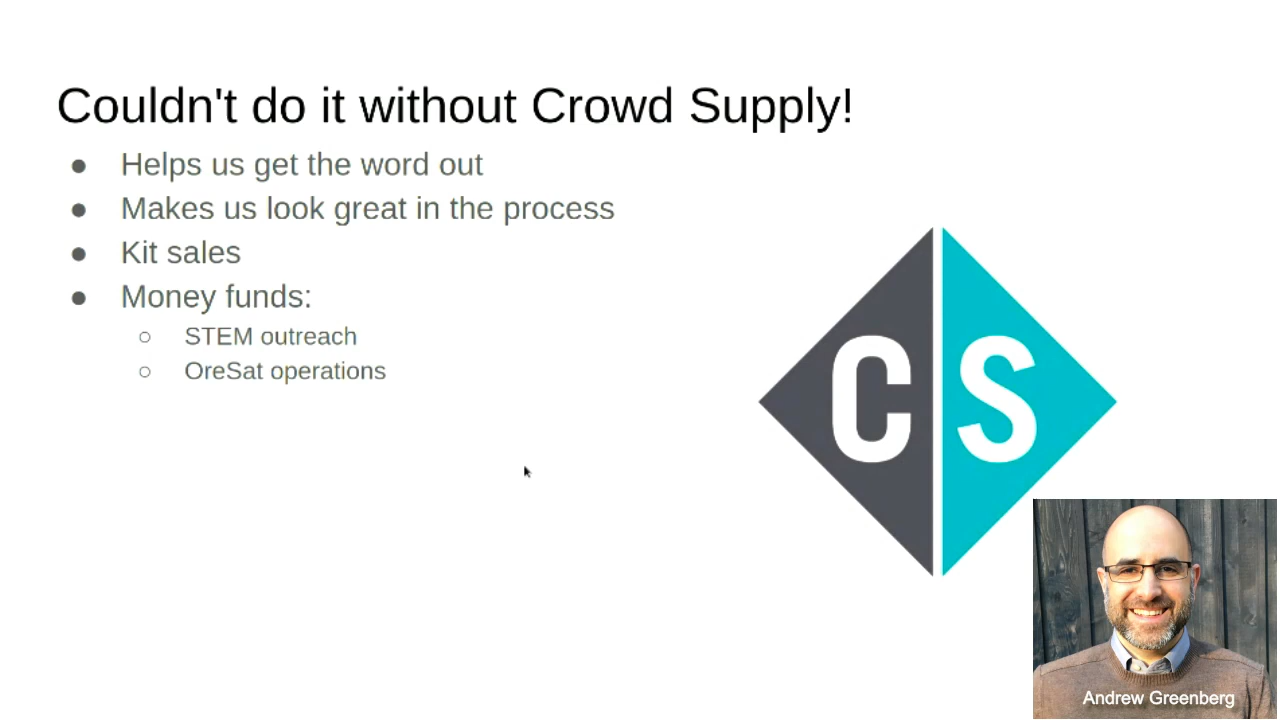 Couldn't do it without Crowd Supply!
● Helps us get the word out
● Makes us look great in the process
● Kit sales
● Money funds:
○ STEM outreach
○ OreSat operations
CS
Andrew Greenberg